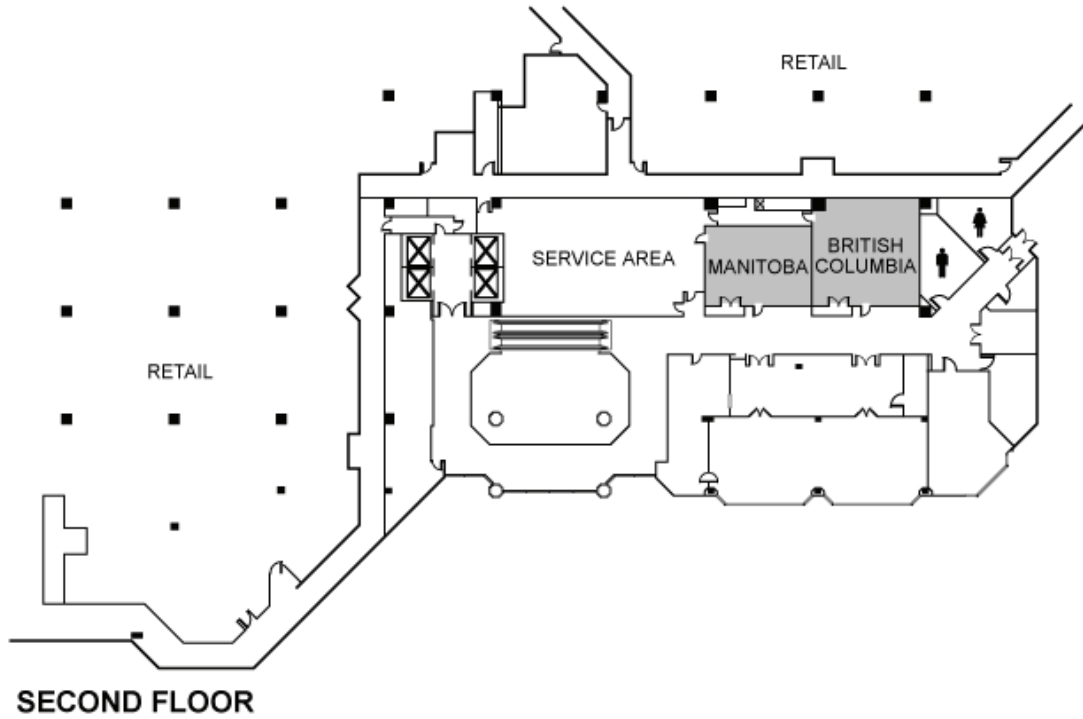 RETAIL
SERVICE AREA
MANITOBA
BRITISH
COLUMBIA
RETAIL
SECOND FLOOR